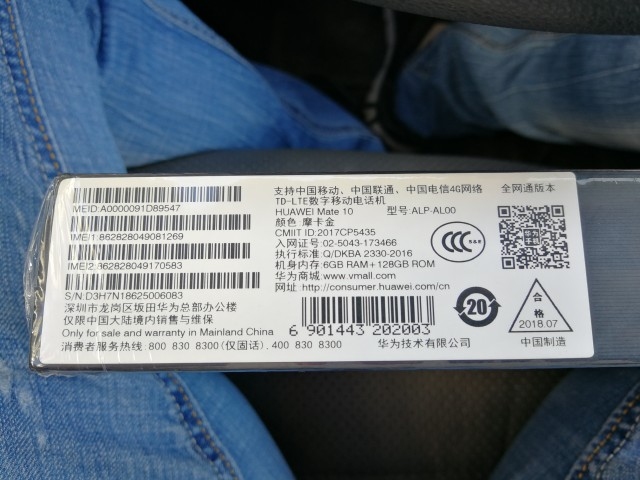 MEID:A0000091D89547
IMEI1:862828049081269
IMEI2:862828049170583
S/N:D3H7N18625006083
深圳市龙岗区坂田华为总部办公楼
仅限中国大陆境内销售与维保
Only for sale and warranty in Mainland China
消费者服务热线 800 830 8300(仅固话), 400 830 8300
支持中国移动、中国联通、中国电信4G网络
TD-LTE数字移动电话机
HUAWEI Mate 10 型号: ALP-AL00
颜色 摩卡金
CMIIT ID:2017CP5435
入网证号: 02-5043-173466
执行标准: Q/DKBA 2330-2016
机身内存: 6GB RAM+128GB ROM
华为商城 www.vmall.com
网址 http://consumer.huawei.com/cn
6 901443 202003
华为技术有限公司
全网通版本
CCC S&E
20
合格
2018.07
中国制造